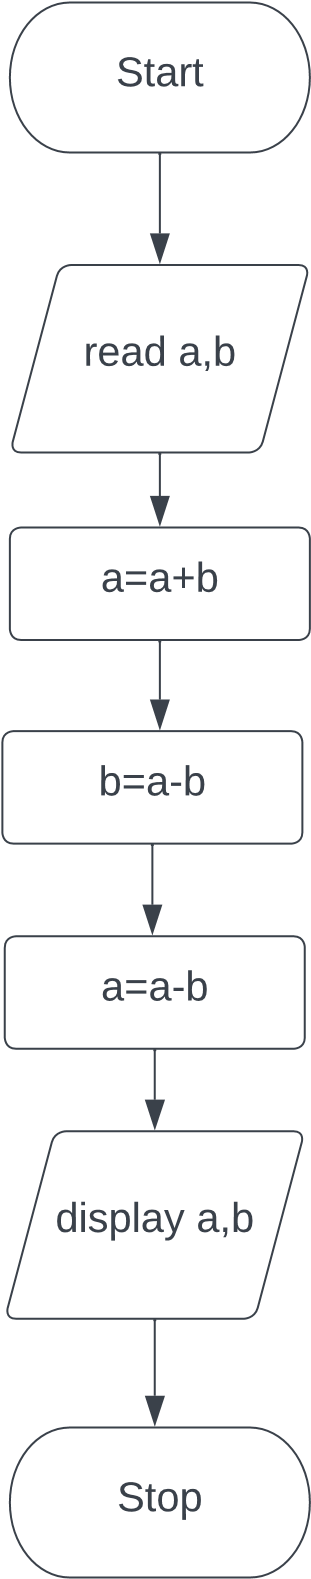 Start
read a,b
a=a+b
b=a-b
a=a-b
display a,b
Stop